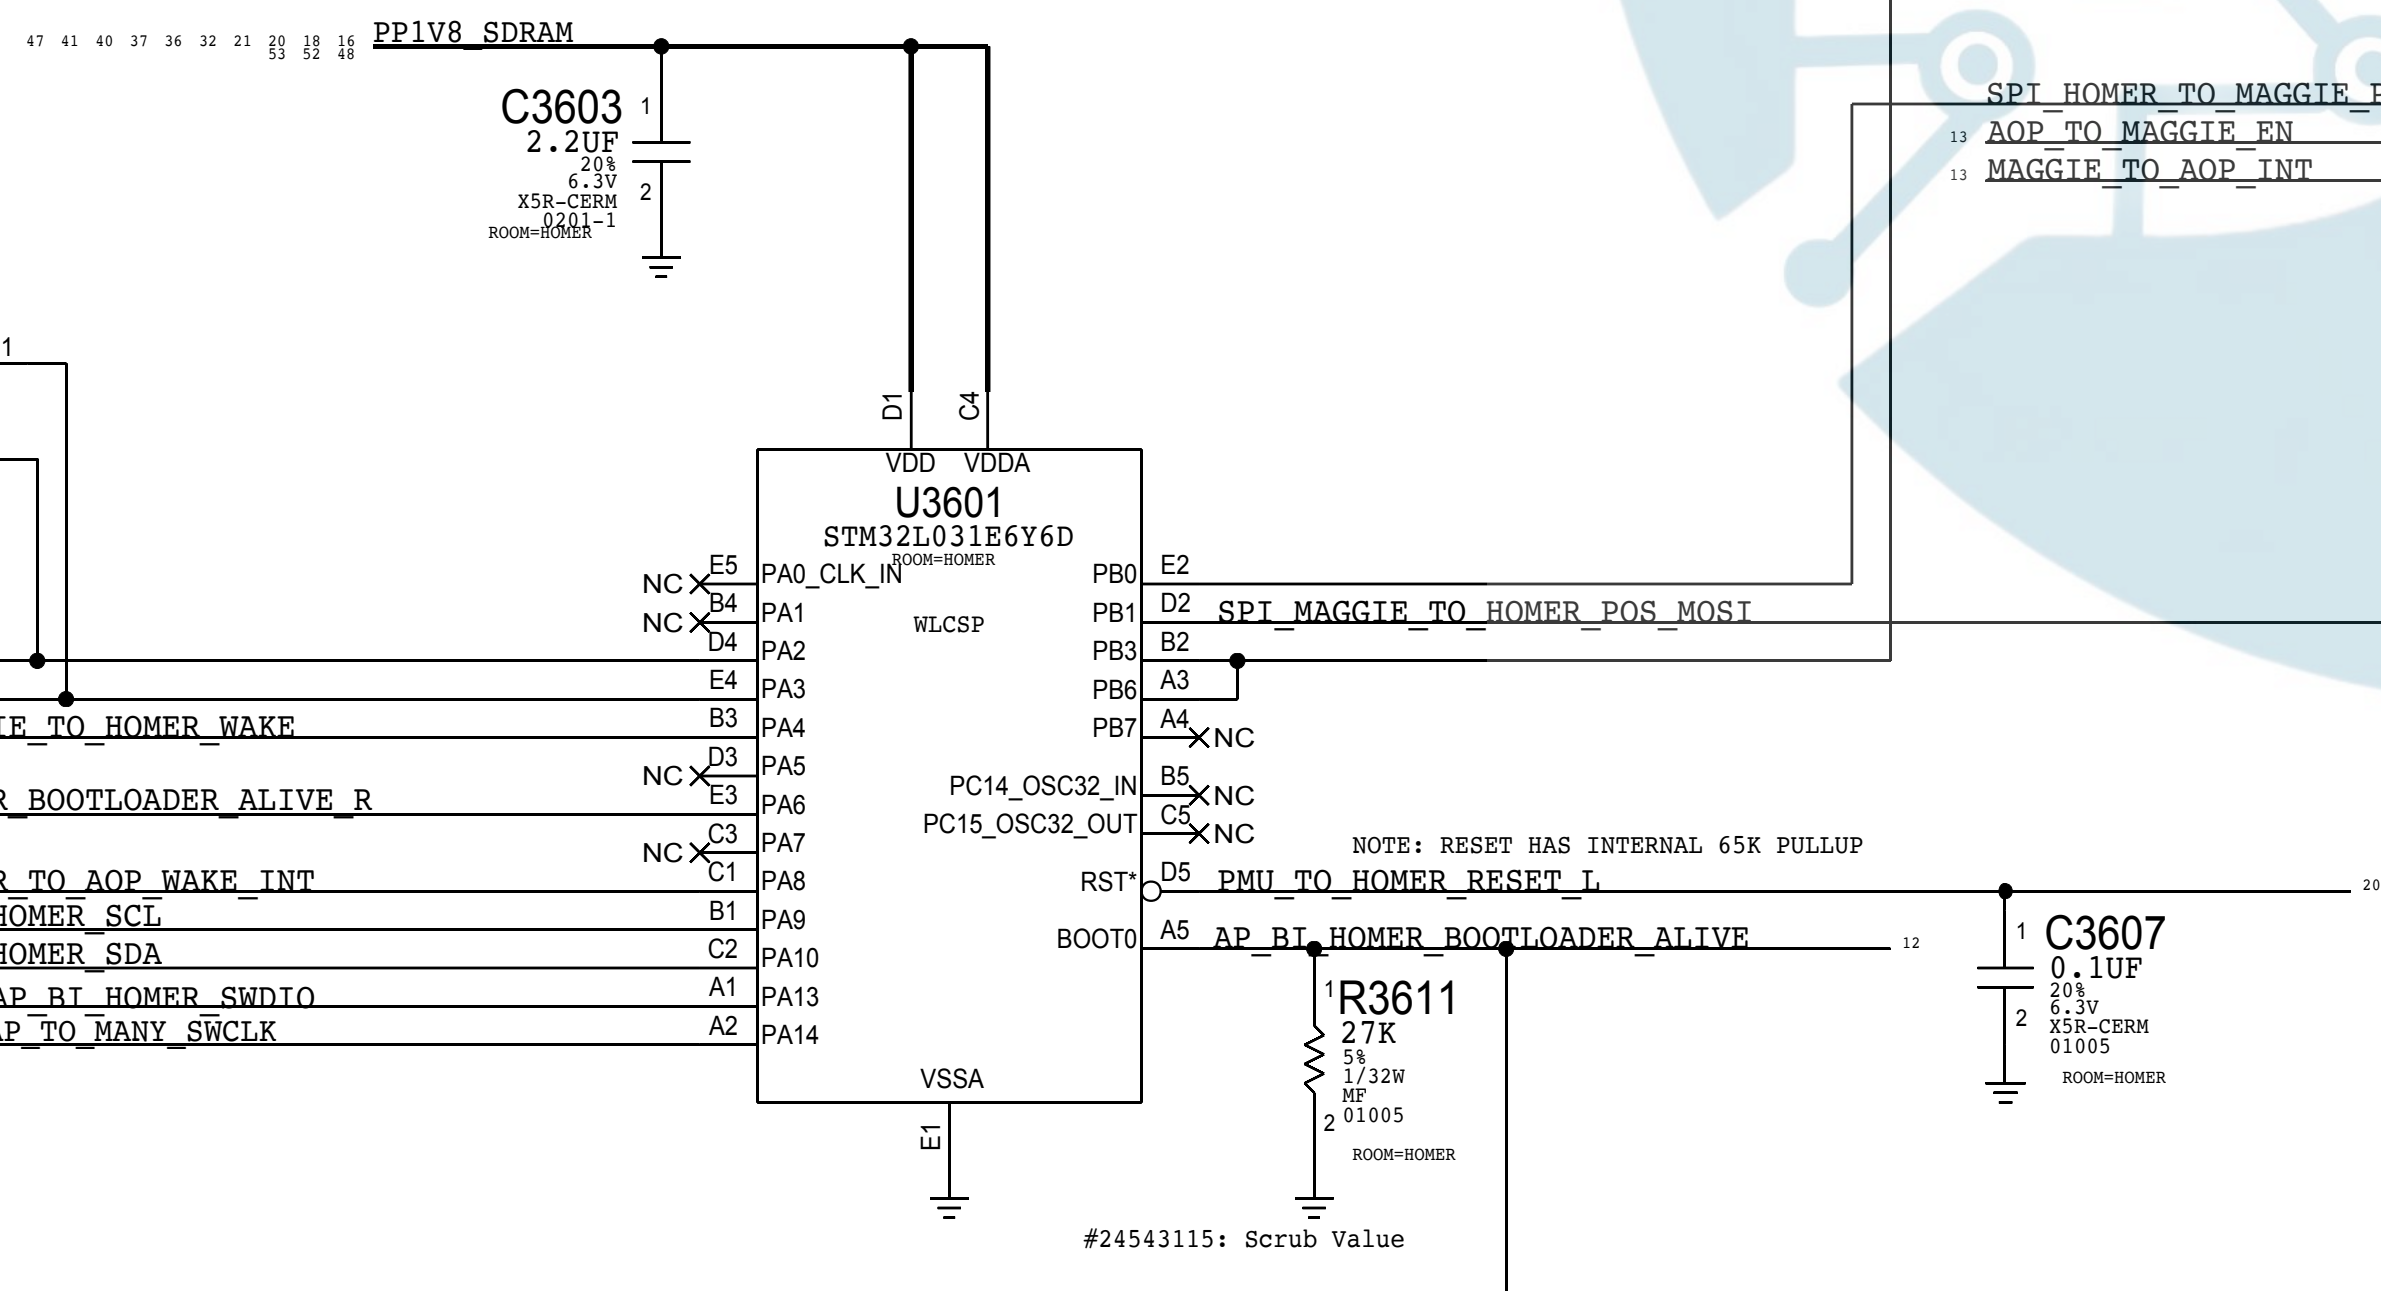 PP1V8_SDRAM
47 41 40 37 36 32 21 20 18 16
53 52 48
C3603
1
2.2UF
20%
6.3V
X5R-CERM
2
0201-1
ROOM=HOMER
SPI_HOMER_TO_MAGGIE_P
13 AOP_TO_MAGGIE_EN
13 MAGGIE_TO_AOP_INT
1
D1 C4
VDD VDDA
U3601
STM32L031E6Y6D
ROOM=HOMER
WLCSP
NC E5 PA0_CLK_IN
NC B4 PA1
D4 PA2
E4 PA3
IE_TO_HOMER_WAKE B3 PA4
NC D3 PA5
R_BOOTLOADER_ALIVE_R E3 PA6
NC C3 PA7
R_TO_AOP_WAKE_INT C1 PA8
HOMER_SCL B1 PA9
HOMER_SDA C2 PA10
AP_BI_HOMER_SWDIO A1 PA13
AP_TO_MANY_SWCLK A2 PA14
PB0 E2
PB1 D2 SPI_MAGGIE_TO_HOMER_POS_MOSI
PB3 B2
PB6 A3
PB7 A4 NC
PC14_OSC32_IN B5 NC
PC15_OSC32_OUT C5 NC
NOTE: RESET HAS INTERNAL 65K PULLUP
RST* D5 PMU_TO_HOMER_RESET_L 20
BOOT0 A5 AP_BI_HOMER_BOOTLOADER_ALIVE 12
VSSA
E1
1 R3611
27K
5%
1/32W
MF
2 01005
ROOM=HOMER
#24543115: Scrub Value
1 C3607
0.1UF
20%
2 6.3V
X5R-CERM
01005
ROOM=HOMER